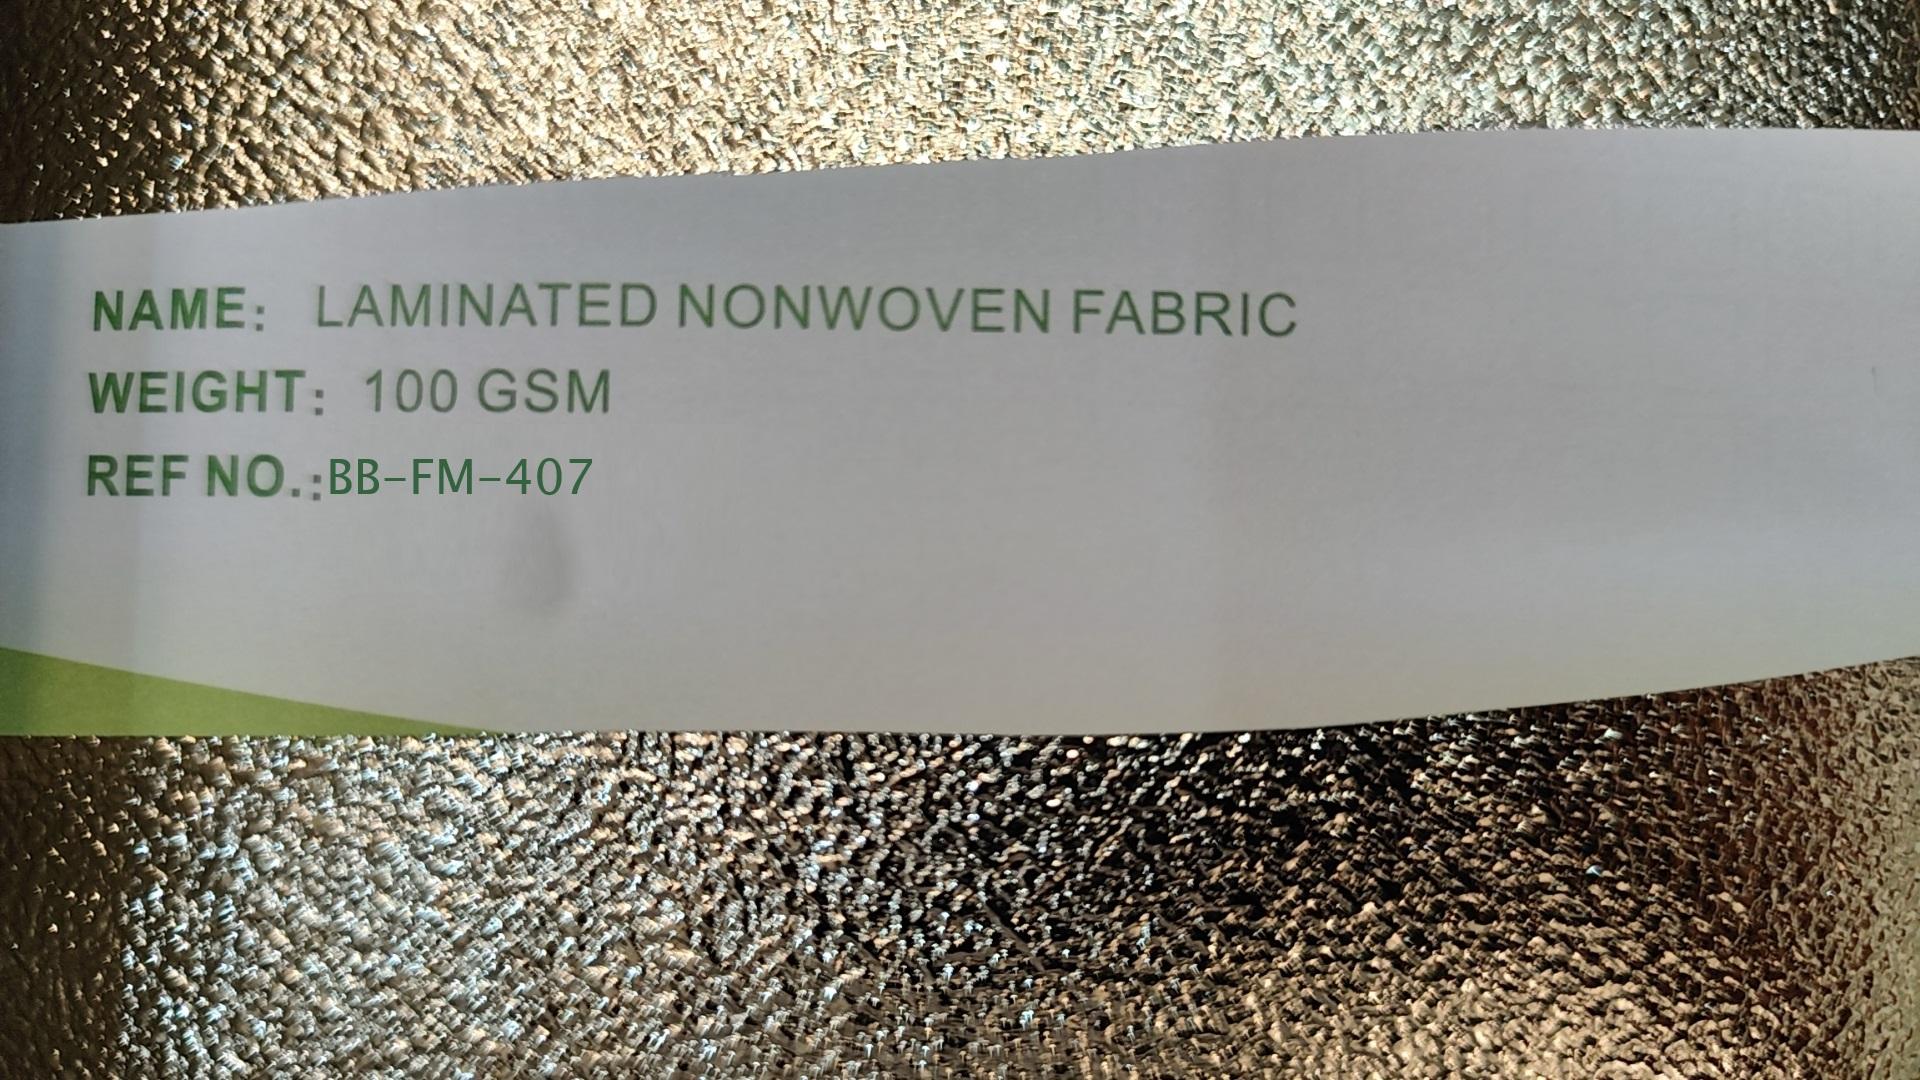 NAME: LAMINATED NONWOVEN FABRIC
WEIGHT: 100 GSM
REF NO.:BB-FM-407